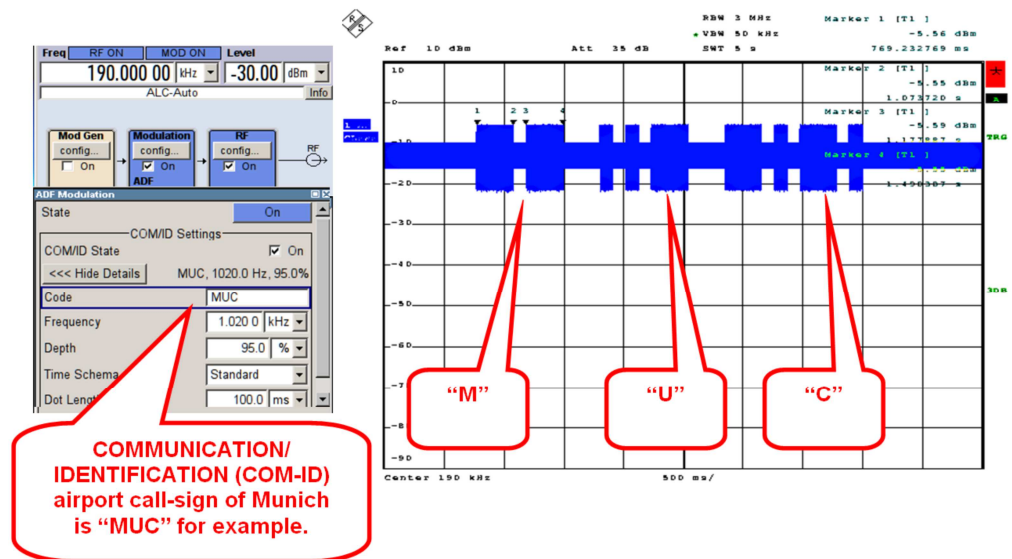 Freq RF ON MOD ON Level
190.000 00 kHz -30.00 dBm
ALC-Auto Info
Mod Gen
config...
On
Modulation
config...
On
ADF
RF
config...
On
RF
ADF Modulation
State On
COM/ID Settings
COM/ID State On
<<< Hide Details MUC, 1020.0 Hz, 95.0%
Code MUC
Frequency 1.020 0 kHz
Depth 95.0 %
Time Schema Standard
Dot Length 100.0 ms
COMMUNICATION/
IDENTIFICATION (COM-ID)
airport call-sign of Munich
is “MUC” for example.
R S
RBW 3 MHz Marker 1 [T1 ]
VBW 50 kHz -5.56 dBm
Ref 10 dBm Att 35 dB SWT 5 s 769.232769 ms
10 Marker 2 [T1 ]
-5.55 dBm
1.073720 s
0
1 2 3 4 Marker 3 [T1 ]
-5.59 dBm
TRG
-10
Marker 4 [T1 ]
-20
-30
-40
3DB
-50
-60
-7
“M” “U” “C”
-8
-90
Center 190 kHz 500 ms/